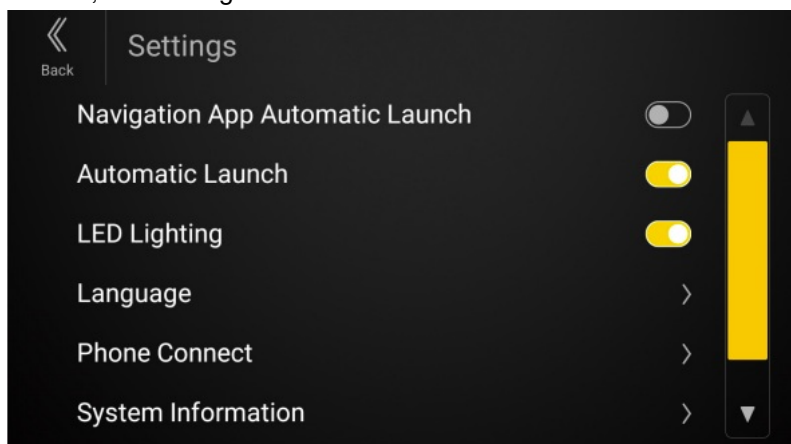 Settings
Back
Navigation App Automatic Launch
Automatic Launch
LED Lighting
Language
Phone Connect
System Information